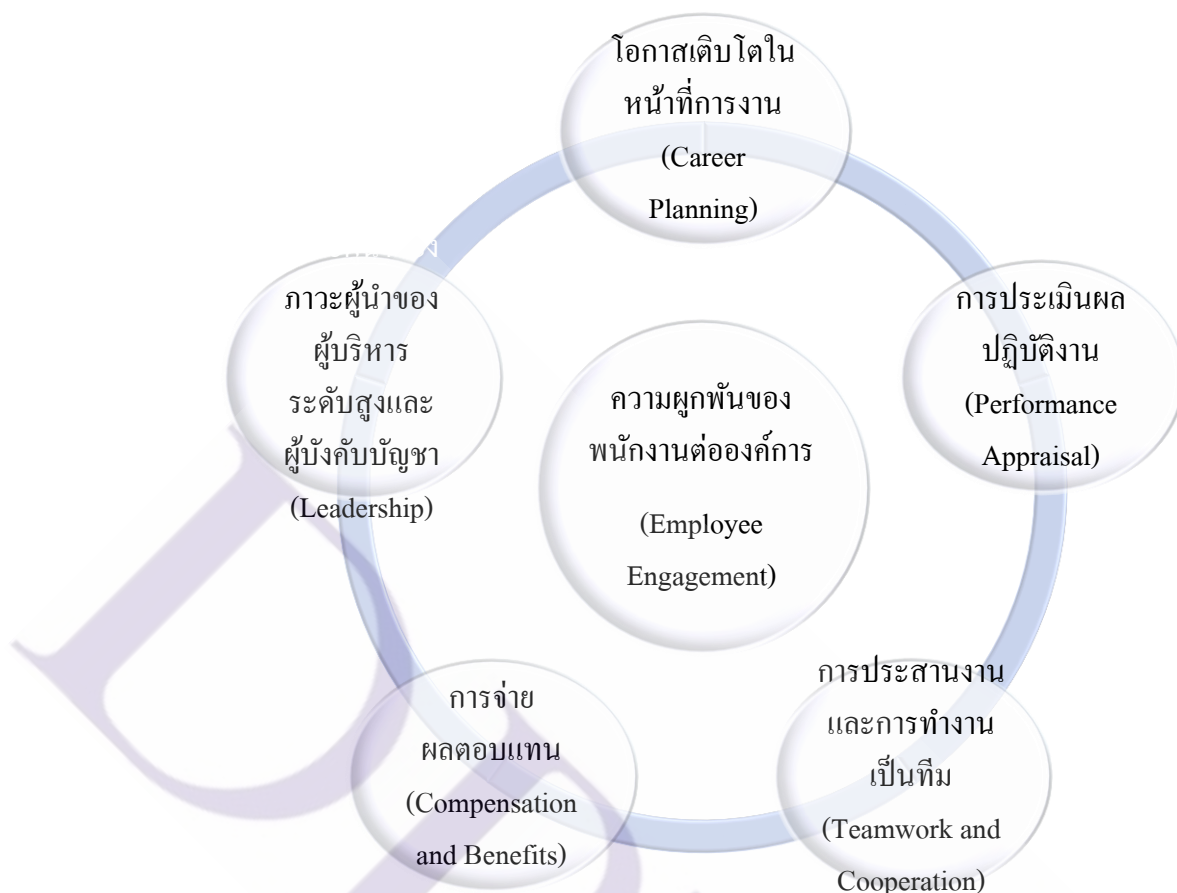 โอกาสเติบโตใน
หน้าที่การงาน
(Career
Planning)
การประเมินผล
ปฏิบัติงาน
(Performance
Appraisal)
การประสานงาน
และการทำงาน
เป็นทีม
(Teamwork and
Cooperation)
การจ่าย
ผลตอบแทน
(Compensation
and Benefits)
ภาวะผู้นำของ
ผู้บริหาร
ระดับสูงและ
ผู้บังคับบัญชา
(Leadership)
ความผูกพันของ
พนักงานต่อองค์การ
(Employee
Engagement)